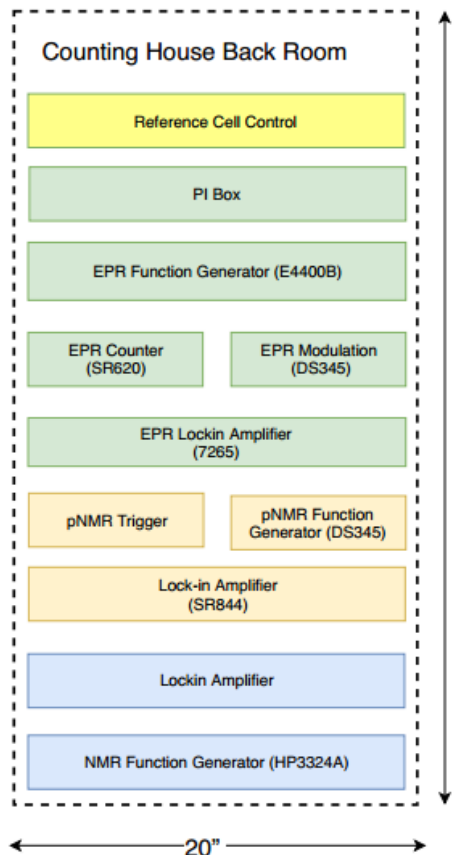 Counting House Back Room
Reference Cell Control
PI Box
EPR Function Generator (E4400B)
EPR Counter
(SR620)
EPR Modulation
(DS345)
EPR Lockin Amplifier
(7265)
pNMR Trigger
pNMR Function
Generator (DS345)
Lock-in Amplifier
(SR844)
Lockin Amplifier
NMR Function Generator (HP3324A)
20”